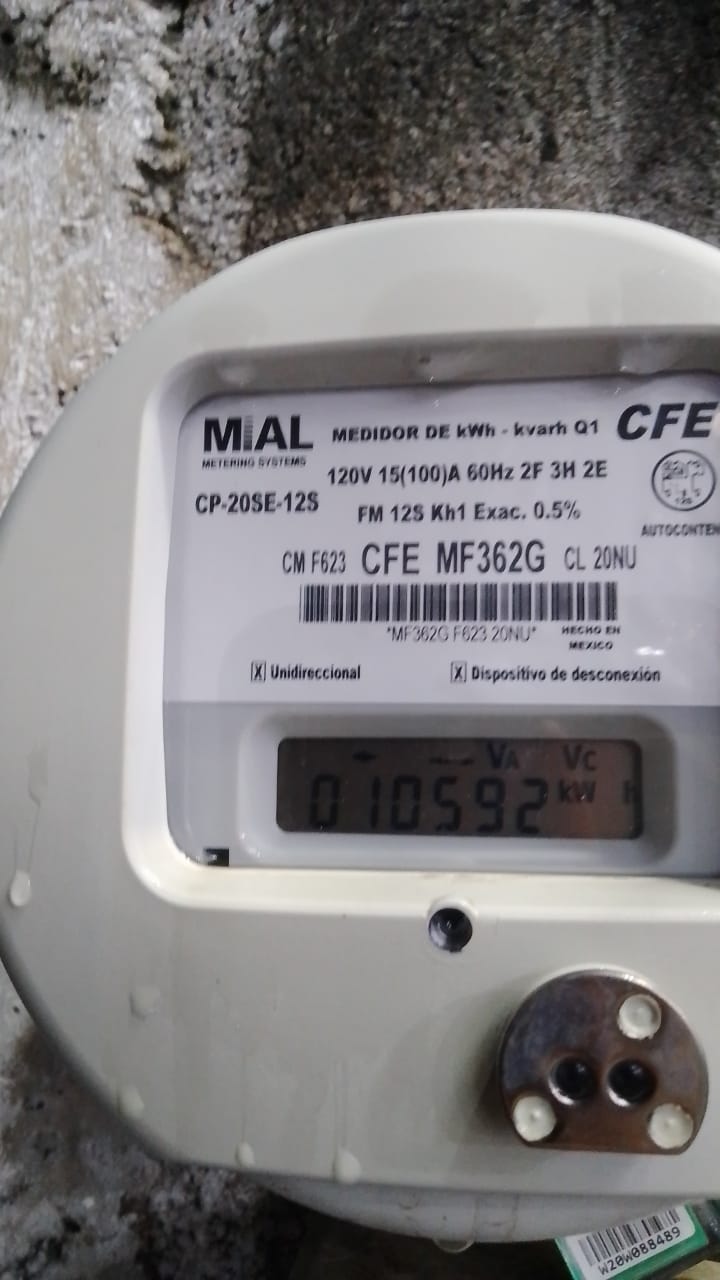 MIAL MEDIDOR DE kWh - kvarh Q1 CFE
METERING SYSTEMS
120V 15(100)A 60Hz 2F 3H 2E
CP-20SE-12S
FM 12S Kh1 Exac. 0.5%
AUTOCONTEN
CM F623 CFE MF362G CL 20NU
*MF362G F623 20NU* HECHO EN
MEXICO
X Unidireccional X Dispositivo de desconexión
VA VC
010592 kW h
W20W088489